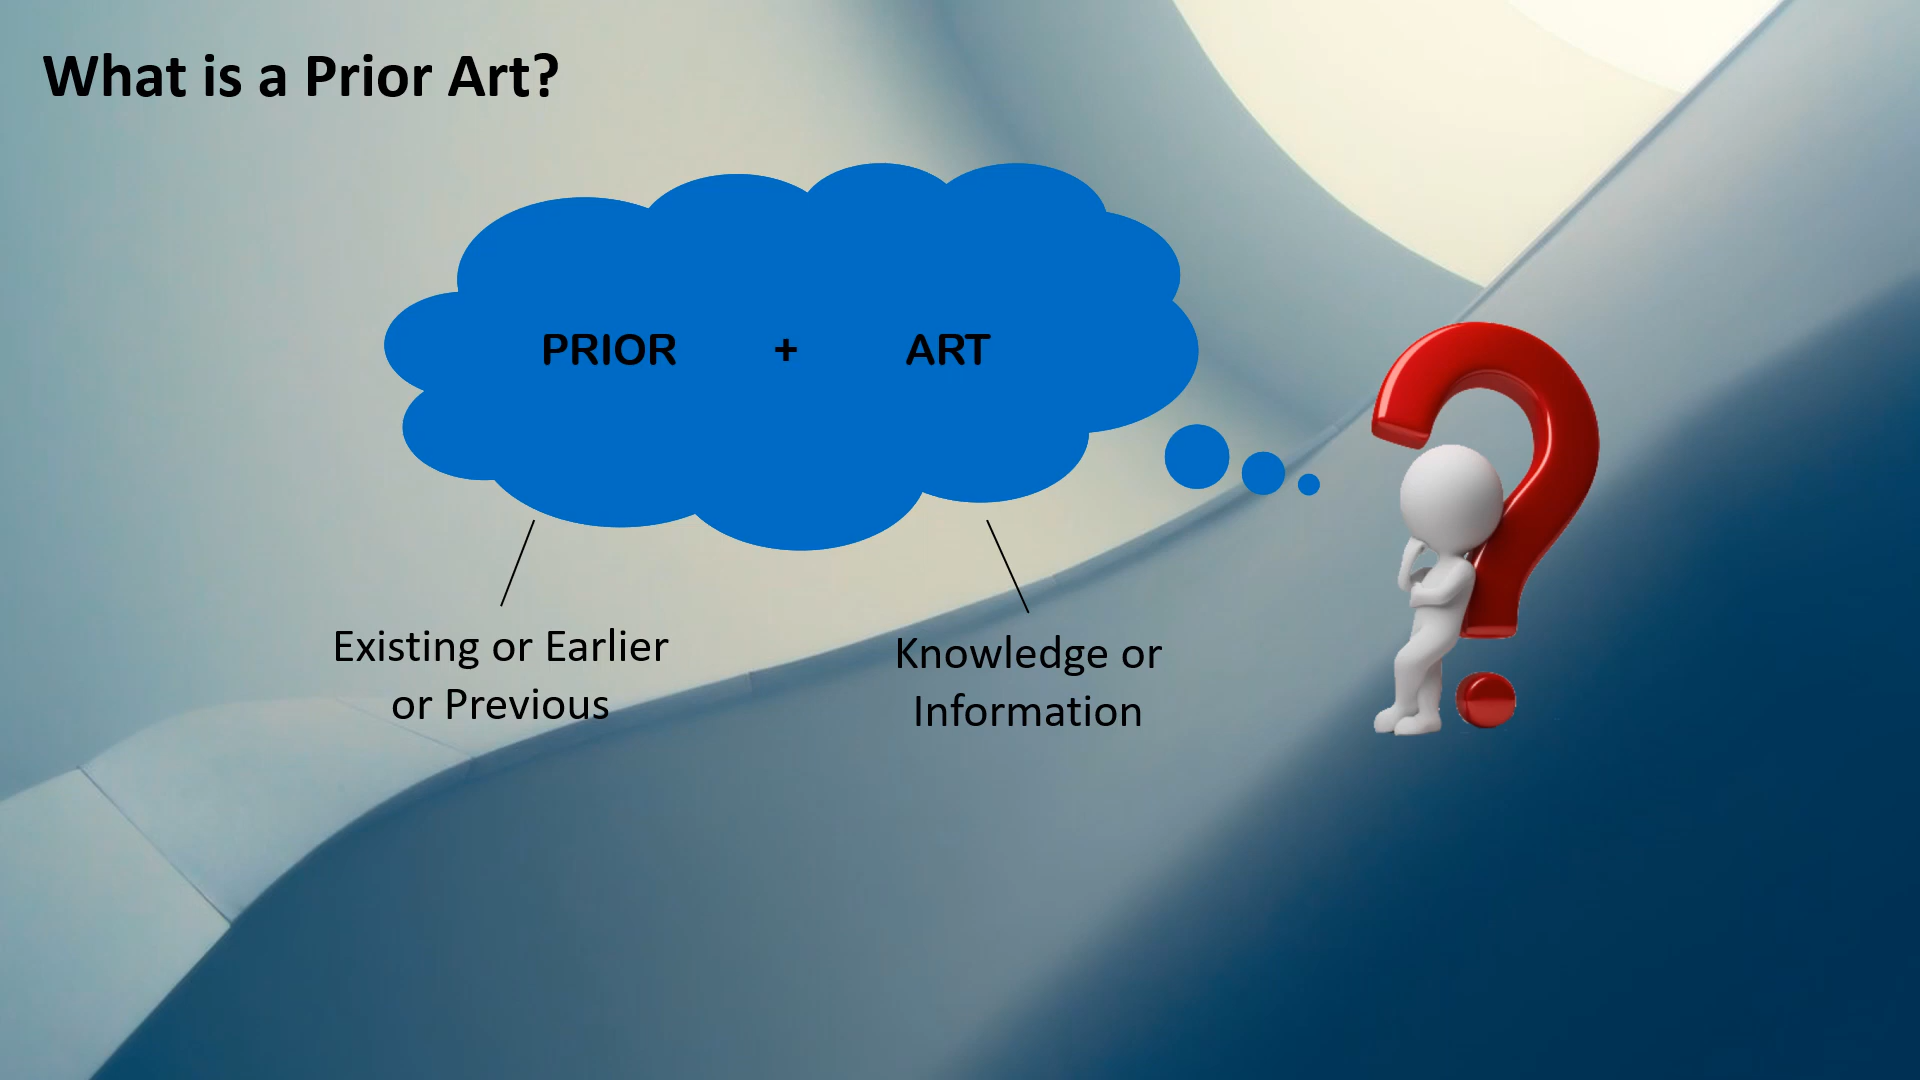 What is a Prior Art?
PRIOR + ART
Existing or Earlier
or Previous
Knowledge or
Information